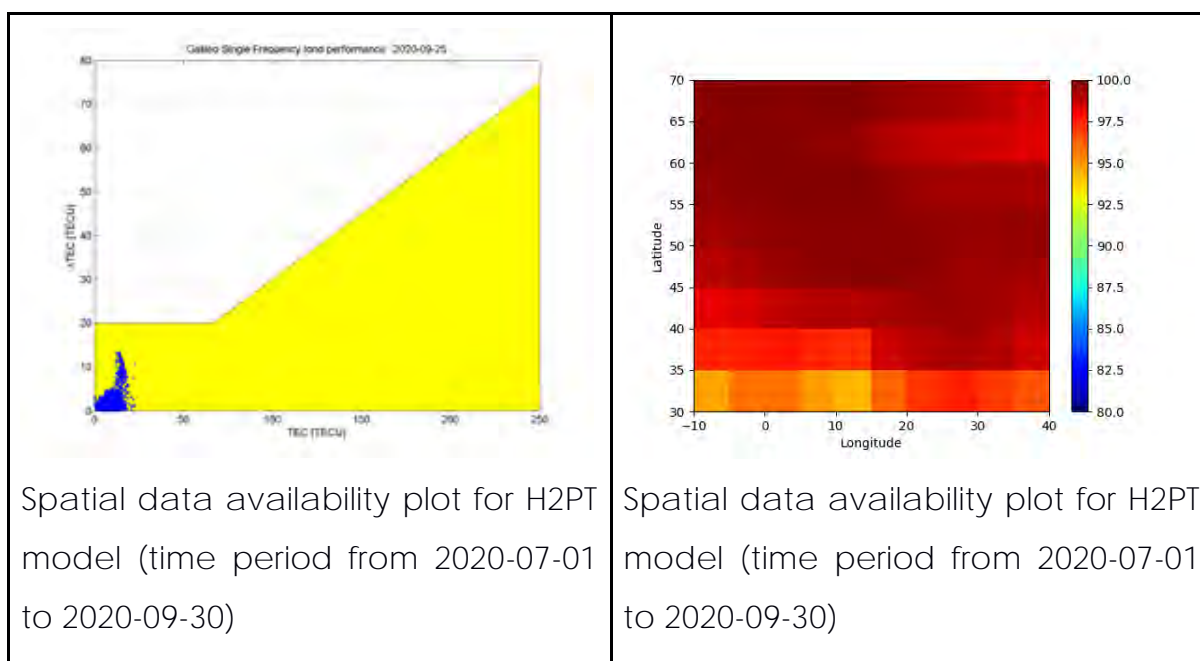 Galileo Single Frequency Iono performance 2020-09-25
80
70
60
50
40
30
20
10
0
ΔTEC [TECU]
0 50 100 150 200 250
TEC [TECU]
Spatial data availability plot for H2PT
model (time period from 2020-07-01
to 2020-09-30)
70
65
60
55
50
45
40
35
30
Latitude
−10 0 10 20 30 40
Longitude
100.0
97.5
95.0
92.5
90.0
87.5
85.0
82.5
80.0
Spatial data availability plot for H2PT
model (time period from 2020-07-01
to 2020-09-30)